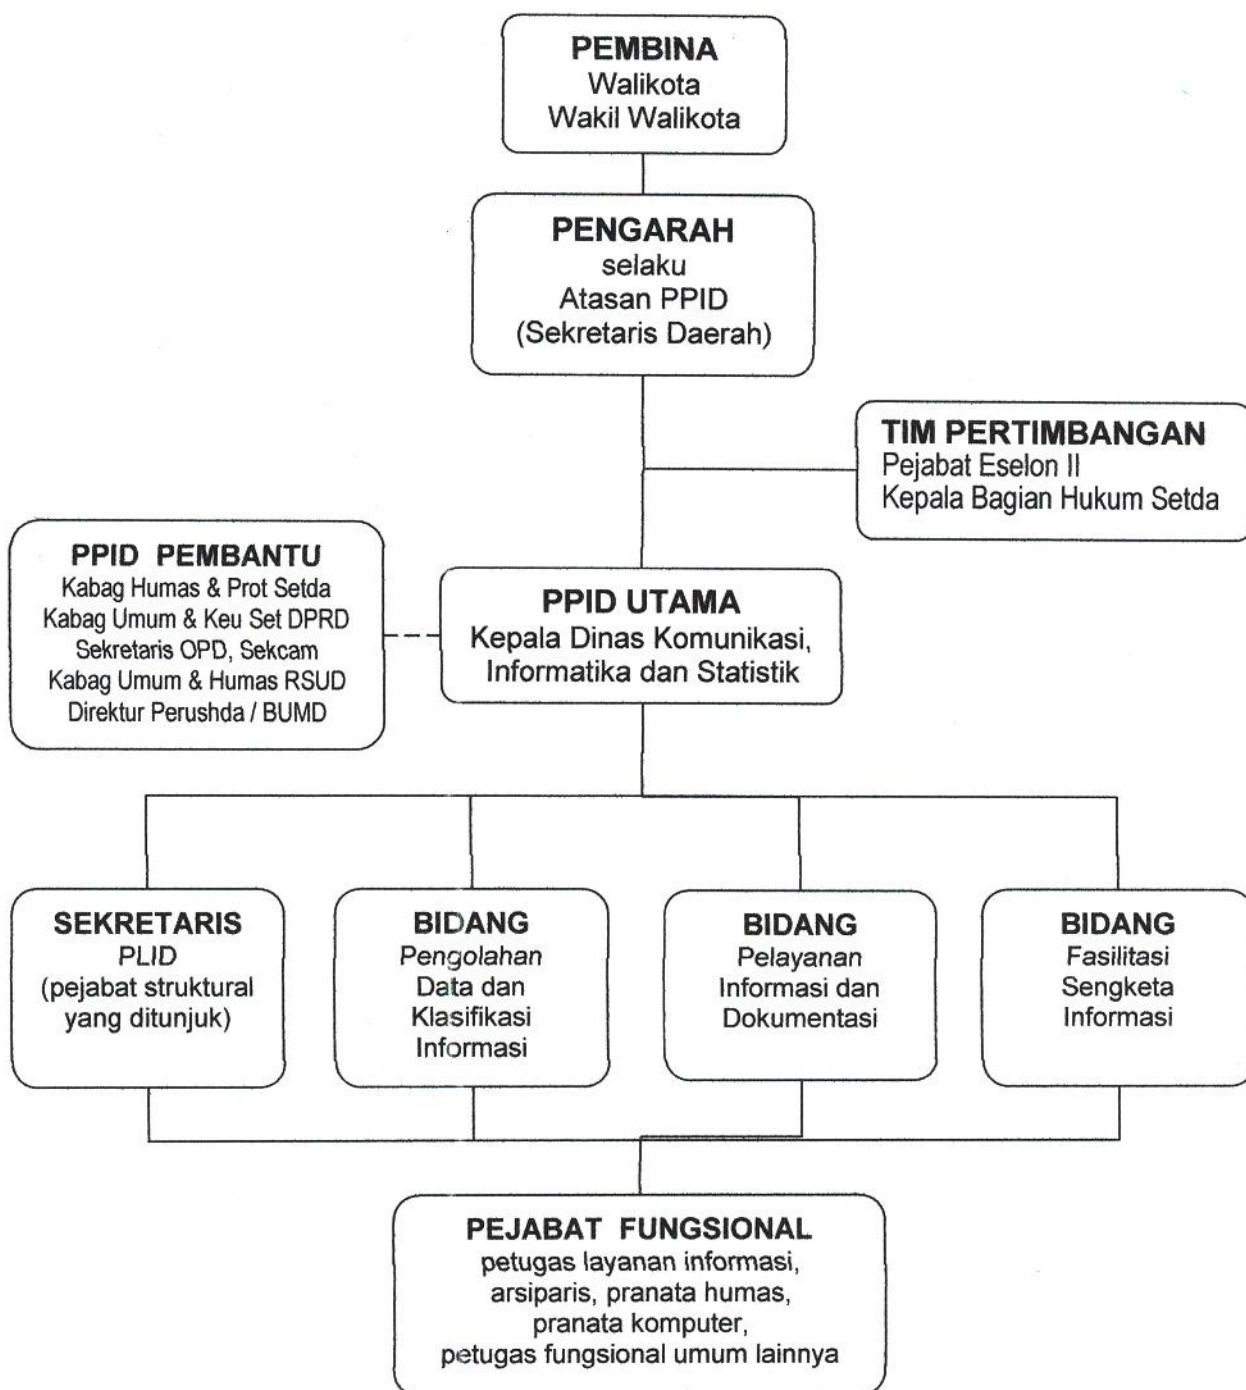 PEMBINA
Walikota
Wakil Walikota
PENGARAH
selaku
Atasan PPID
(Sekretaris Daerah)
TIM PERTIMBANGAN
Pejabat Eselon II
Kepala Bagian Hukum Setda
PPID PEMBANTU
Kabag Humas & Prot Setda
Kabag Umum & Keu Set DPRD
Sekretaris OPD, Sekcam
Kabag Umum & Humas RSUD
Direktur Perushda / BUMD
PPID UTAMA
Kepala Dinas Komunikasi,
Informatika dan Statistik
SEKRETARIS
PLID
(pejabat struktural
yang ditunjuk)
BIDANG
Pengolahan
Data dan
Klasifikasi
Informasi
BIDANG
Pelayanan
Informasi dan
Dokumentasi
BIDANG
Fasilitasi
Sengketa
Informasi
PEJABAT FUNGSIONAL
petugas layanan informasi,
arsiparis, pranata humas,
pranata komputer,
petugas fungsional umum lainnya